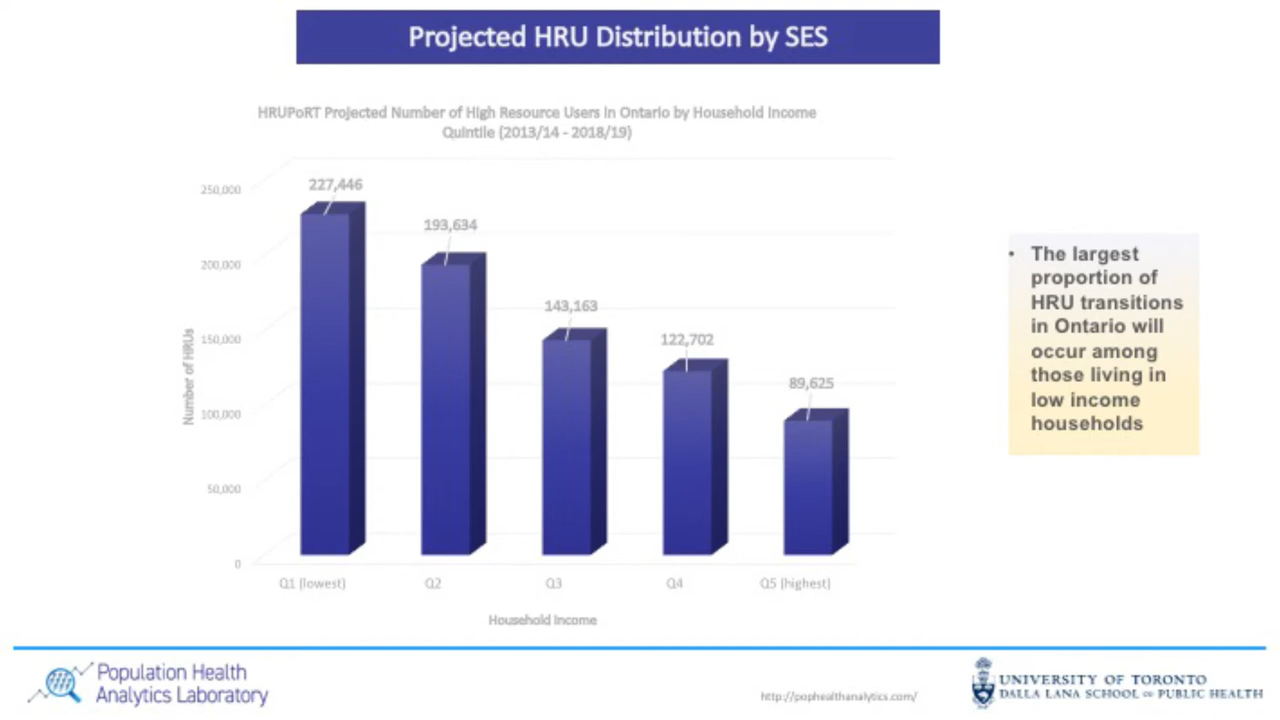 Projected HRU Distribution by SES
HRUPoRT Projected Number of High Resource Users in Ontario by Household Income
Quintile (2013/14 - 2018/19)
250,000
200,000
150,000
100,000
50,000
0
Number of HRUs
227,446
193,634
143,163
122,702
89,625
Q1 (lowest)
Q2
Q3
Q4
Q5 (highest)
Household Income
• The largest
proportion of
HRU transitions
in Ontario will
occur among
those living in
low income
households
Population Health
Analytics Laboratory
http://pophealthanalytics.com/
UNIVERSITY OF TORONTO
DALLA LANA SCHOOL OF PUBLIC HEALTH